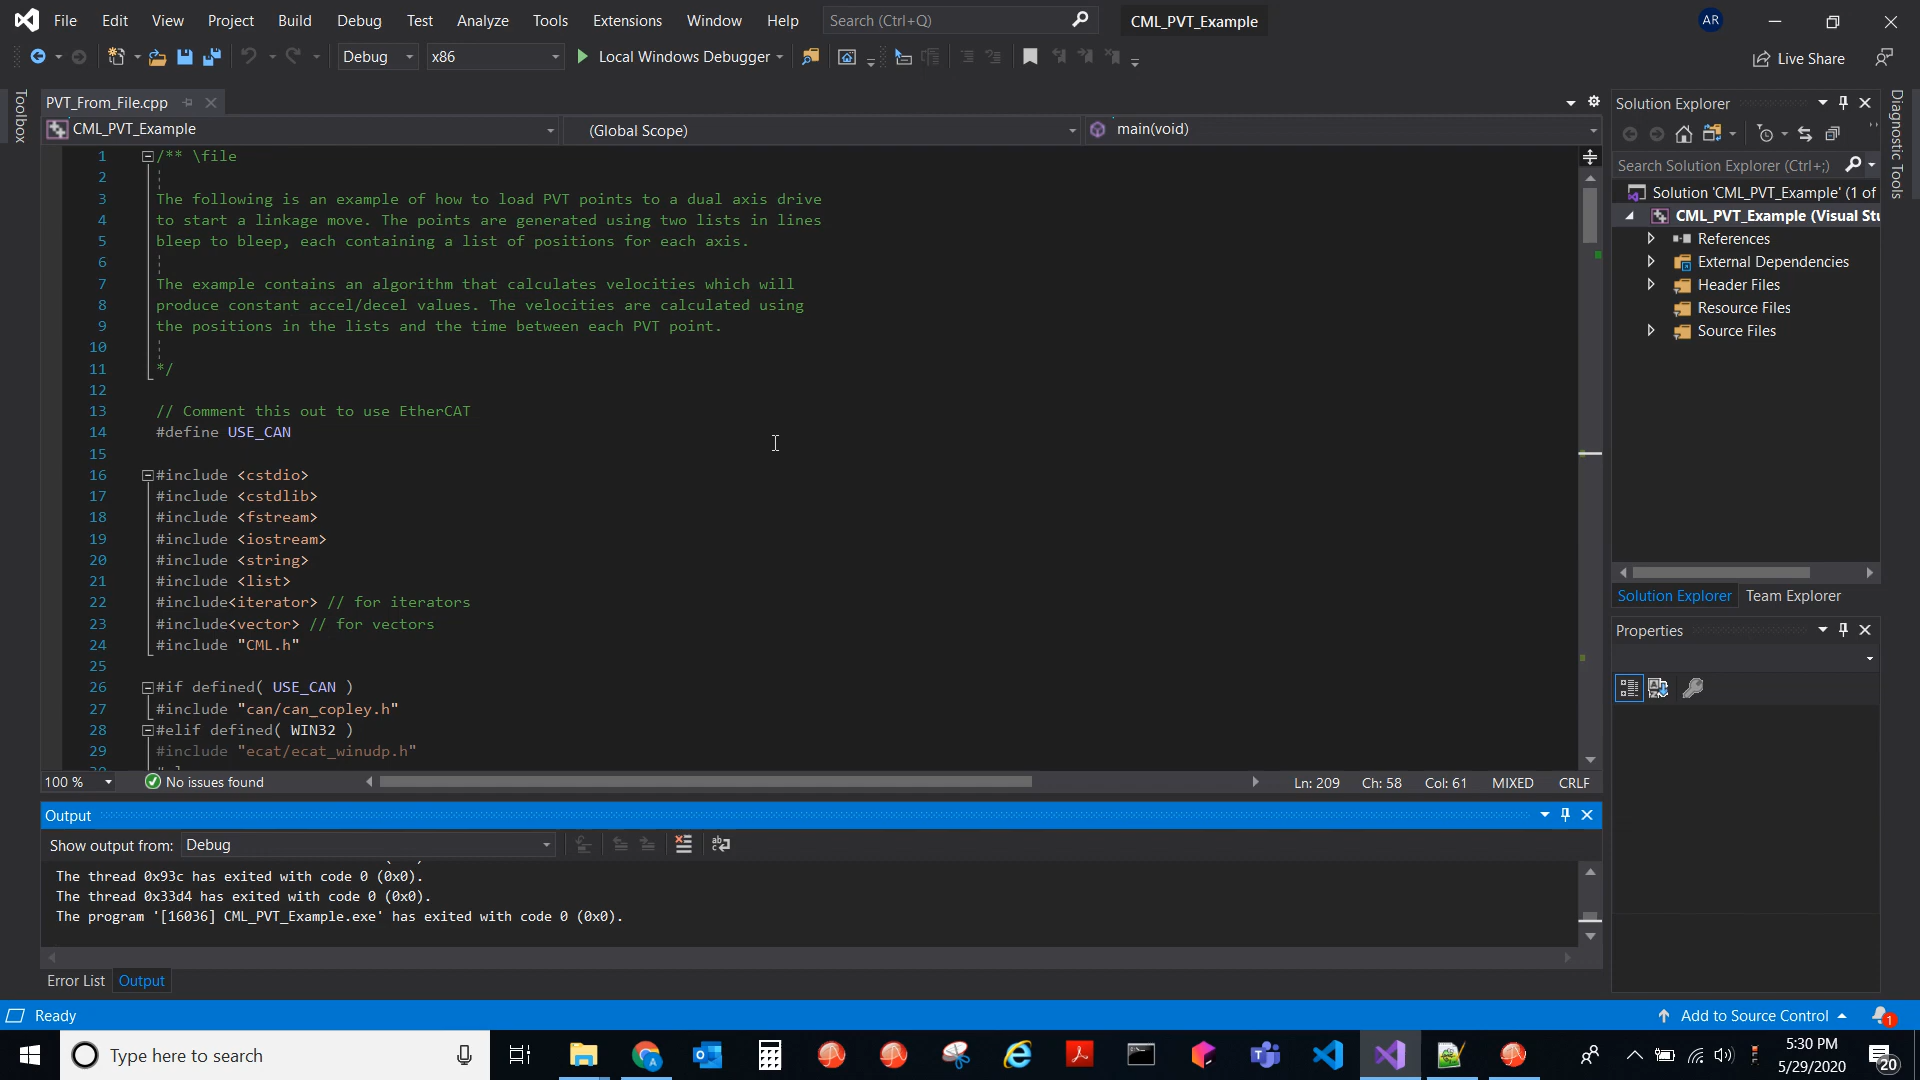 File Edit View Project Build Debug Test Analyze Tools Extensions Window Help Search (Ctrl+Q) CML_PVT_Example AR
Debug x86 Local Windows Debugger Live Share
Toolbox
PVT_From_File.cpp
CML_PVT_Example (Global Scope) main(void)
1 /** \file
2
3 The following is an example of how to load PVT points to a dual axis drive
4 to start a linkage move. The points are generated using two lists in lines
5 bleep to bleep, each containing a list of positions for each axis.
6
7 The example contains an algorithm that calculates velocities which will
8 produce constant accel/decel values. The velocities are calculated using
9 the positions in the lists and the time between each PVT point.
10
11 */
12
13 // Comment this out to use EtherCAT
14 #define USE_CAN
15
16 #include <cstdio>
17 #include <cstdlib>
18 #include <fstream>
19 #include <iostream>
20 #include <string>
21 #include <list>
22 #include<iterator> // for iterators
23 #include<vector> // for vectors
24 #include "CML.h"
25
26 #if defined( USE_CAN )
27 #include "can/can_copley.h"
28 #elif defined( WIN32 )
29 #include "ecat/ecat_winudp.h"
100 % No issues found Ln: 209 Ch: 58 Col: 61 MIXED CRLF
Output
Show output from: Debug
The thread 0x93c has exited with code 0 (0x0).
The thread 0x33d4 has exited with code 0 (0x0).
The program '[16036] CML_PVT_Example.exe' has exited with code 0 (0x0).
Error List Output
Solution Explorer
Search Solution Explorer (Ctrl+;)
Solution 'CML_PVT_Example' (1 of
CML_PVT_Example (Visual Stu
References
External Dependencies
Header Files
Resource Files
Source Files
Solution Explorer Team Explorer
Properties
Diagnostic Tools
Ready Add to Source Control 1
Type here to search
5:30 PM
5/29/2020
20